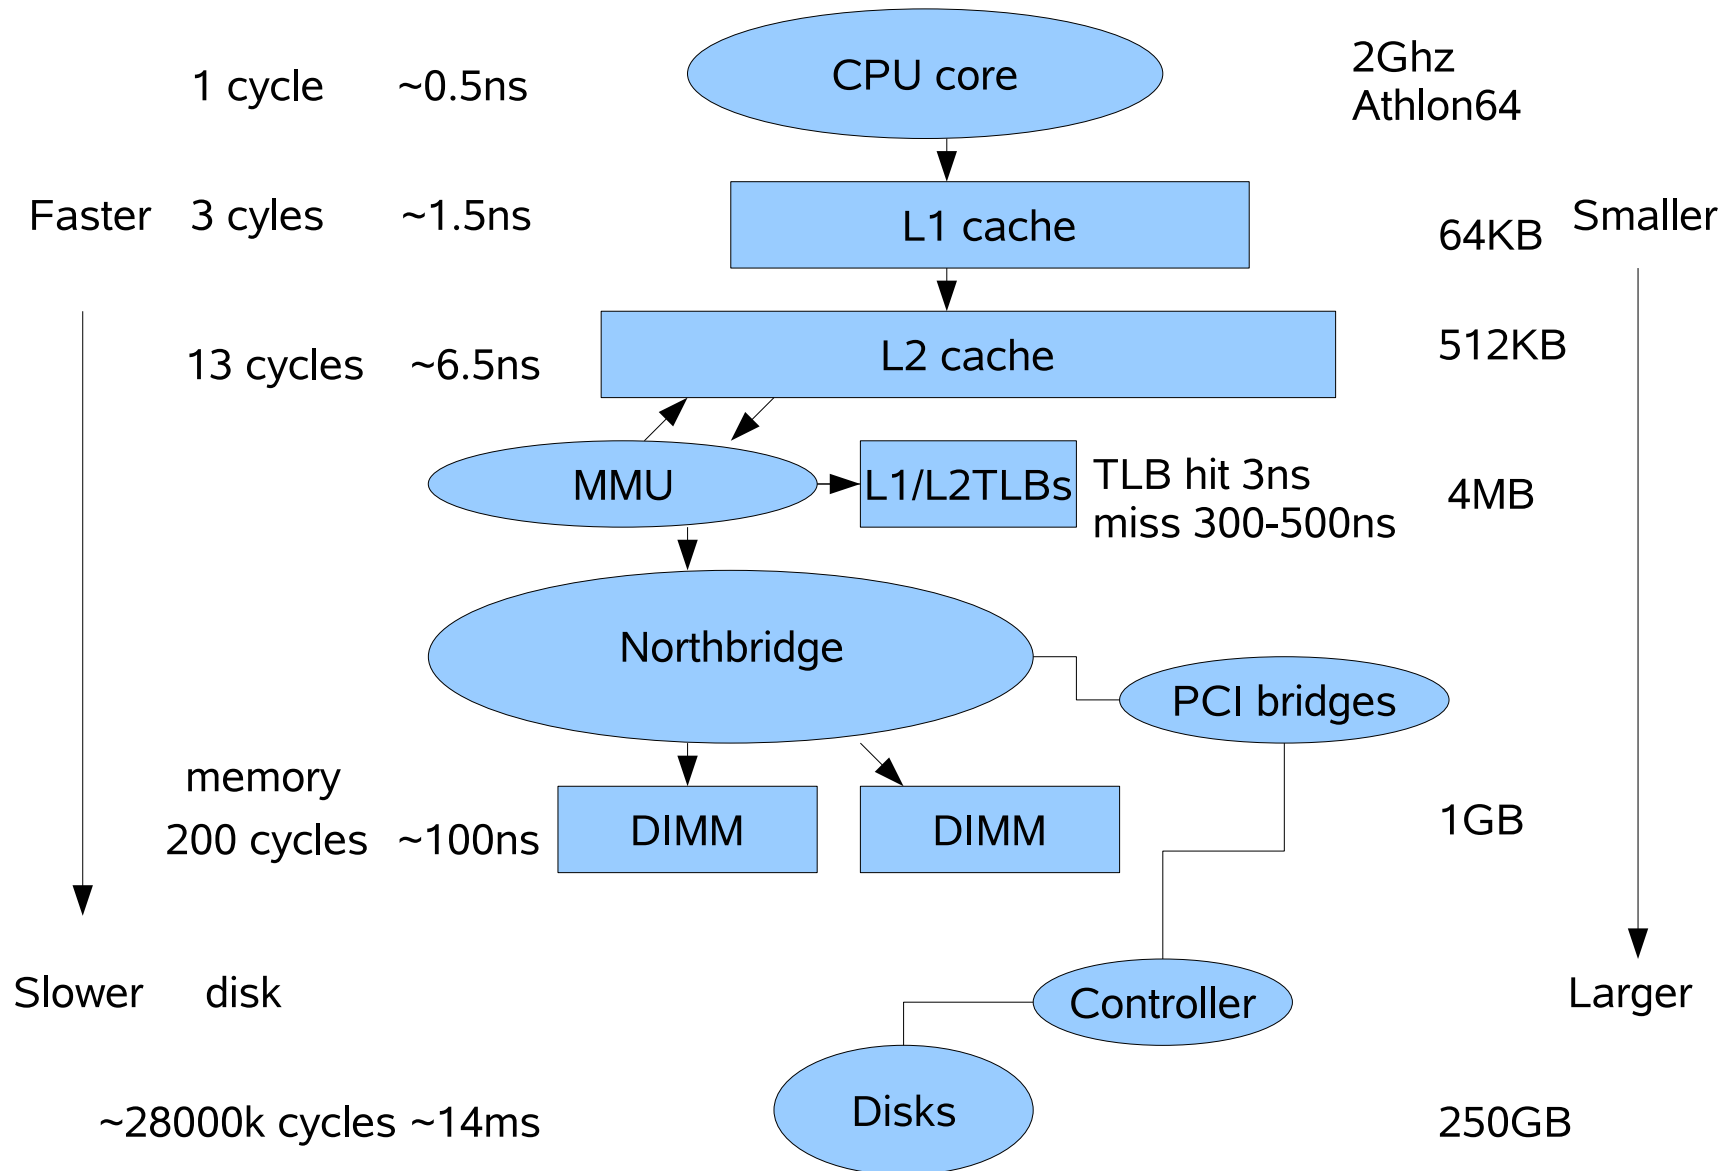 1 cycle ~0.5ns CPU core 2Ghz
Athlon64
Faster 3 cyles ~1.5ns L1 cache 64KB Smaller
13 cycles ~6.5ns L2 cache 512KB
MMU L1/L2TLBs TLB hit 3ns 4MB
miss 300-500ns
Northbridge
PCI bridges
memory
200 cycles ~100ns DIMM DIMM 1GB
Slower disk Controller Larger
~28000k cycles ~14ms Disks 250GB